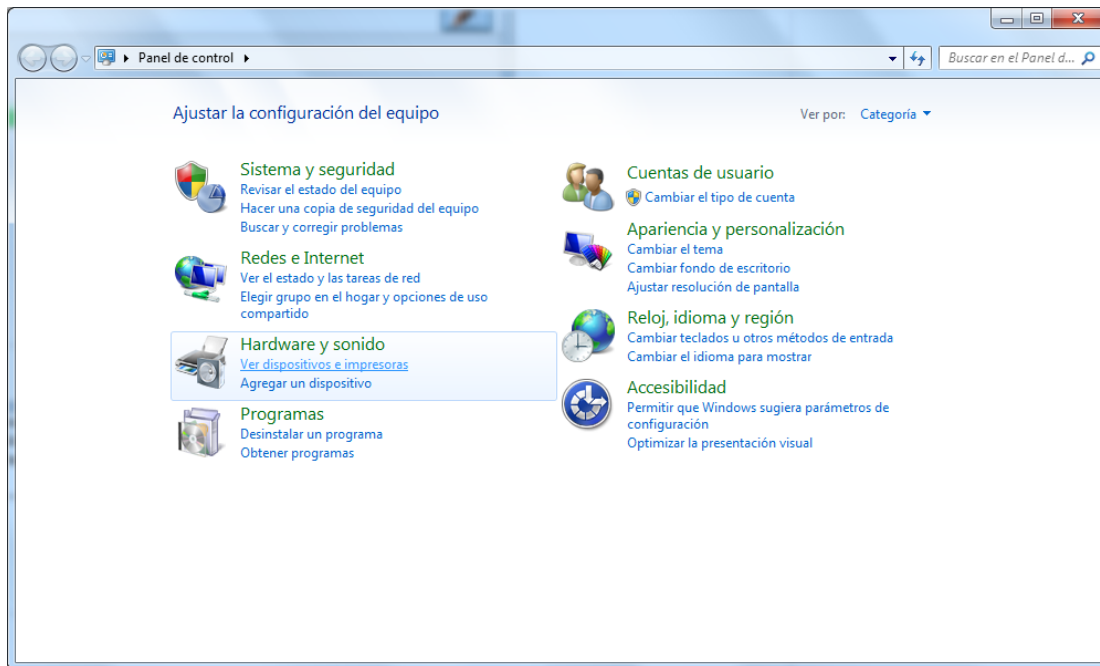 Panel de control
Buscar en el Panel d...
Ajustar la configuración del equipo
Ver por: Categoría
Sistema y seguridad
Revisar el estado del equipo
Hacer una copia de seguridad del equipo
Buscar y corregir problemas
Redes e Internet
Ver el estado y las tareas de red
Elegir grupo en el hogar y opciones de uso
compartido
Hardware y sonido
Ver dispositivos e impresoras
Agregar un dispositivo
Programas
Desinstalar un programa
Obtener programas
Cuentas de usuario
Cambiar el tipo de cuenta
Apariencia y personalización
Cambiar el tema
Cambiar fondo de escritorio
Ajustar resolución de pantalla
Reloj, idioma y región
Cambiar teclados u otros métodos de entrada
Cambiar el idioma para mostrar
Accesibilidad
Permitir que Windows sugiera parámetros de
configuración
Optimizar la presentación visual